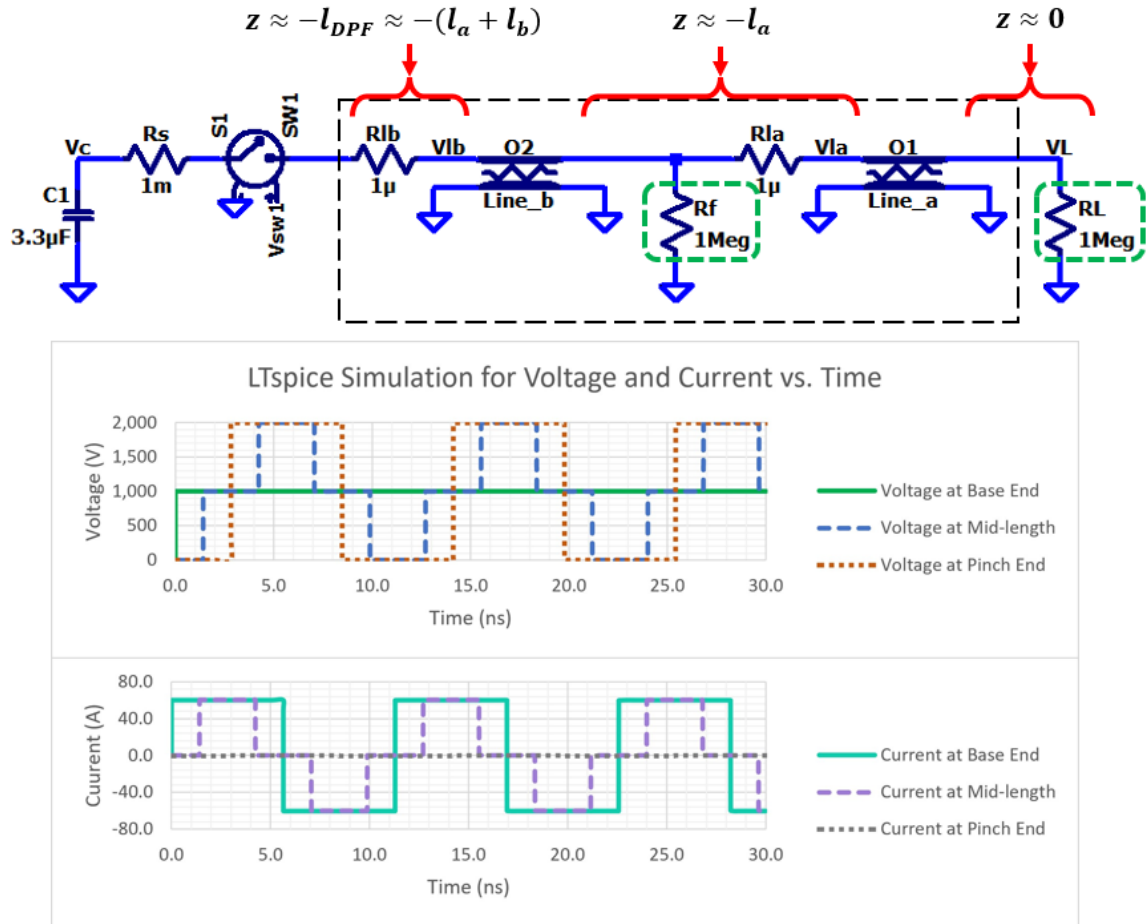 z ≈ −l_DPF ≈ −(l_a + l_b) z ≈ −l_a z ≈ 0
Vc Rs S1 SW1 Rlb Vlb O2 Rla Vla O1 VL
1m 1µ 1µ
C1 Vsw1 Line_b Rf Line_a RL
3.3µF 1Meg 1Meg
LTspice Simulation for Voltage and Current vs. Time
Voltage (V)
2,000
1,500
1,000
500
0
0.0 5.0 10.0 15.0 20.0 25.0 30.0
Time (ns)
Voltage at Base End
Voltage at Mid-length
Voltage at Pinch End
Cuurent (A)
80.0
40.0
0.0
-40.0
-80.0
0.0 5.0 10.0 15.0 20.0 25.0 30.0
Time (ns)
Current at Base End
Current at Mid-length
Current at Pinch End